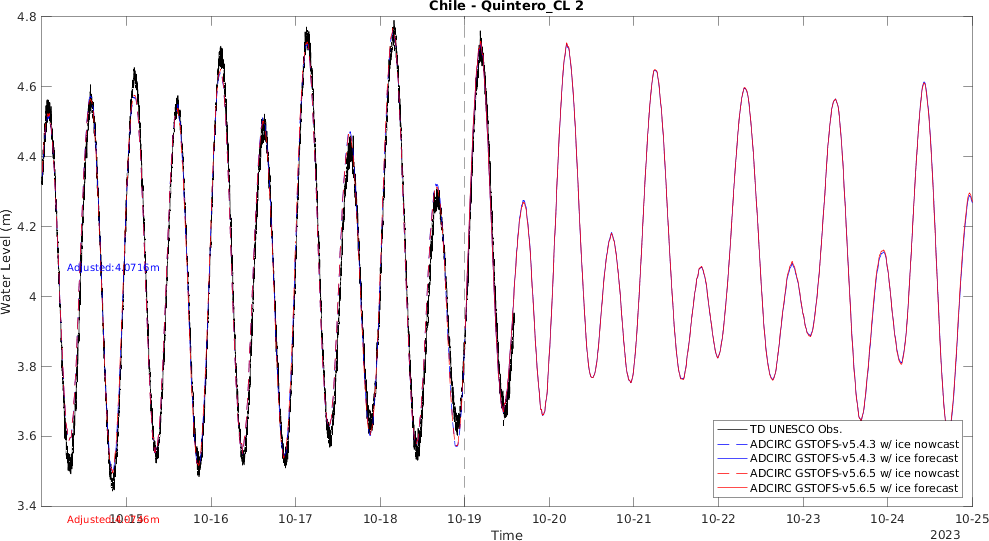 Chile - Quintero_CL 2
4.8
4.6
4.4
4.2
4
3.8
3.6
3.4
Water Level (m)
Adjusted:4.0716m
TD UNESCO Obs.
ADCIRC GSTOFS-v5.4.3 w/ ice nowcast
ADCIRC GSTOFS-v5.4.3 w/ ice forecast
ADCIRC GSTOFS-v5.6.5 w/ ice nowcast
ADCIRC GSTOFS-v5.6.5 w/ ice forecast
10-15 10-16 10-17 10-18 10-19 10-20 10-21 10-22 10-23 10-24 10-25
Time
2023